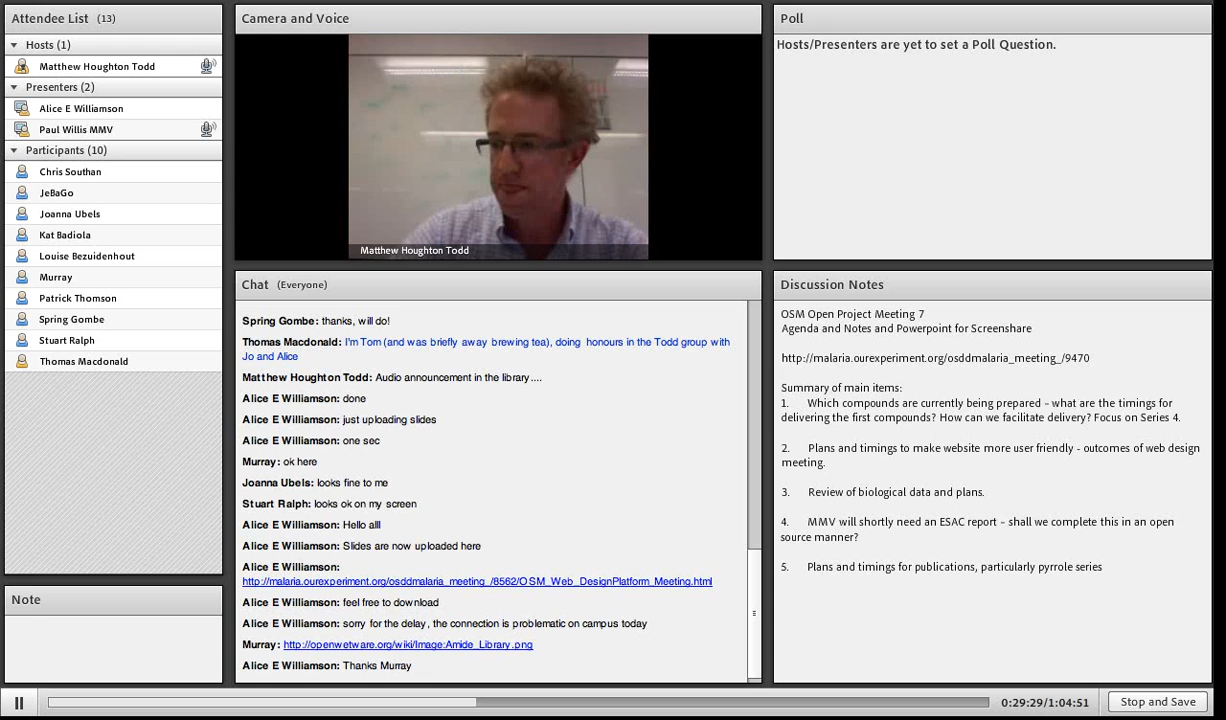 Attendee List (13)
Hosts (1)
Matthew Houghton Todd
Presenters (2)
Alice E Williamson
Paul Willis MMV
Participants (10)
Chris Southan
JeBaGo
Joanna Ubels
Kat Badiola
Louise Bezuidenhout
Murray
Patrick Thomson
Spring Gombe
Stuart Ralph
Thomas Macdonald
Note
Camera and Voice
Matthew Houghton Todd
Chat (Everyone)
Spring Gombe: thanks, will do!
Thomas Macdonald: I'm Tom (and was briefly away brewing tea), doing honours in the Todd group with
Jo and Alice
Matthew Houghton Todd: Audio announcement in the library....
Alice E Williamson: done
Alice E Williamson: just uploading slides
Alice E Williamson: one sec
Murray: ok here
Joanna Ubels: looks fine to me
Stuart Ralph: looks ok on my screen
Alice E Williamson: Hello alll
Alice E Williamson: Slides are now uploaded here
Alice E Williamson:
http://malaria.ourexperiment.org/osddmalaria_meeting_/8562/OSM_Web_DesignPlatform_Meeting.html
Alice E Williamson: feel free to download
Alice E Williamson: sorry for the delay, the connection is problematic on campus today
Murray: http://openwetware.org/wiki/Image:Amide_Library.png
Alice E Williamson: Thanks Murray
Poll
Hosts/Presenters are yet to set a Poll Question.
Discussion Notes
OSM Open Project Meeting 7
Agenda and Notes and Powerpoint for Screenshare
http://malaria.ourexperiment.org/osddmalaria_meeting_/9470
Summary of main items:
1. Which compounds are currently being prepared – what are the timings for
delivering the first compounds? How can we facilitate delivery? Focus on Series 4.
2. Plans and timings to make website more user friendly - outcomes of web design
meeting.
3. Review of biological data and plans.
4. MMV will shortly need an ESAC report – shall we complete this in an open
source manner?
5. Plans and timings for publications, particularly pyrrole series
0:29:29/1:04:51
Stop and Save